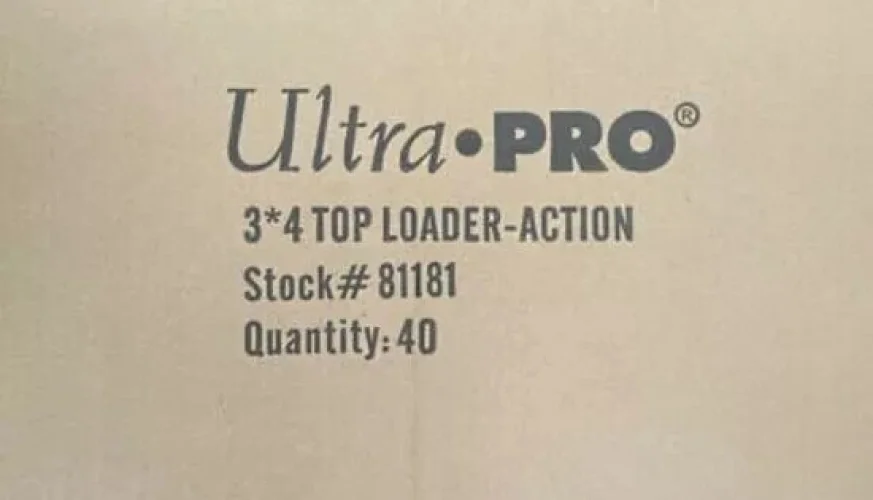 Ultra•PRO®
3*4 TOP LOADER-ACTION
Stock# 81181
Quantity: 40